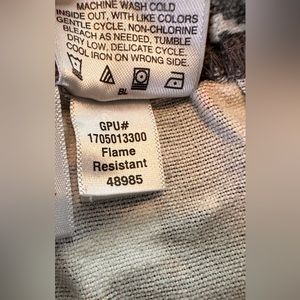 MACHINE WASH COLD
INSIDE OUT, WITH LIKE COLORS
GENTLE CYCLE, NON-CHLORINE
BLEACH AS NEEDED, TUMBLE
DRY LOW, DELICATE CYCLE.
COOL IRON ON WRONG SIDE.
BL
GPU#
1705013300
Flame
Resistant
48985